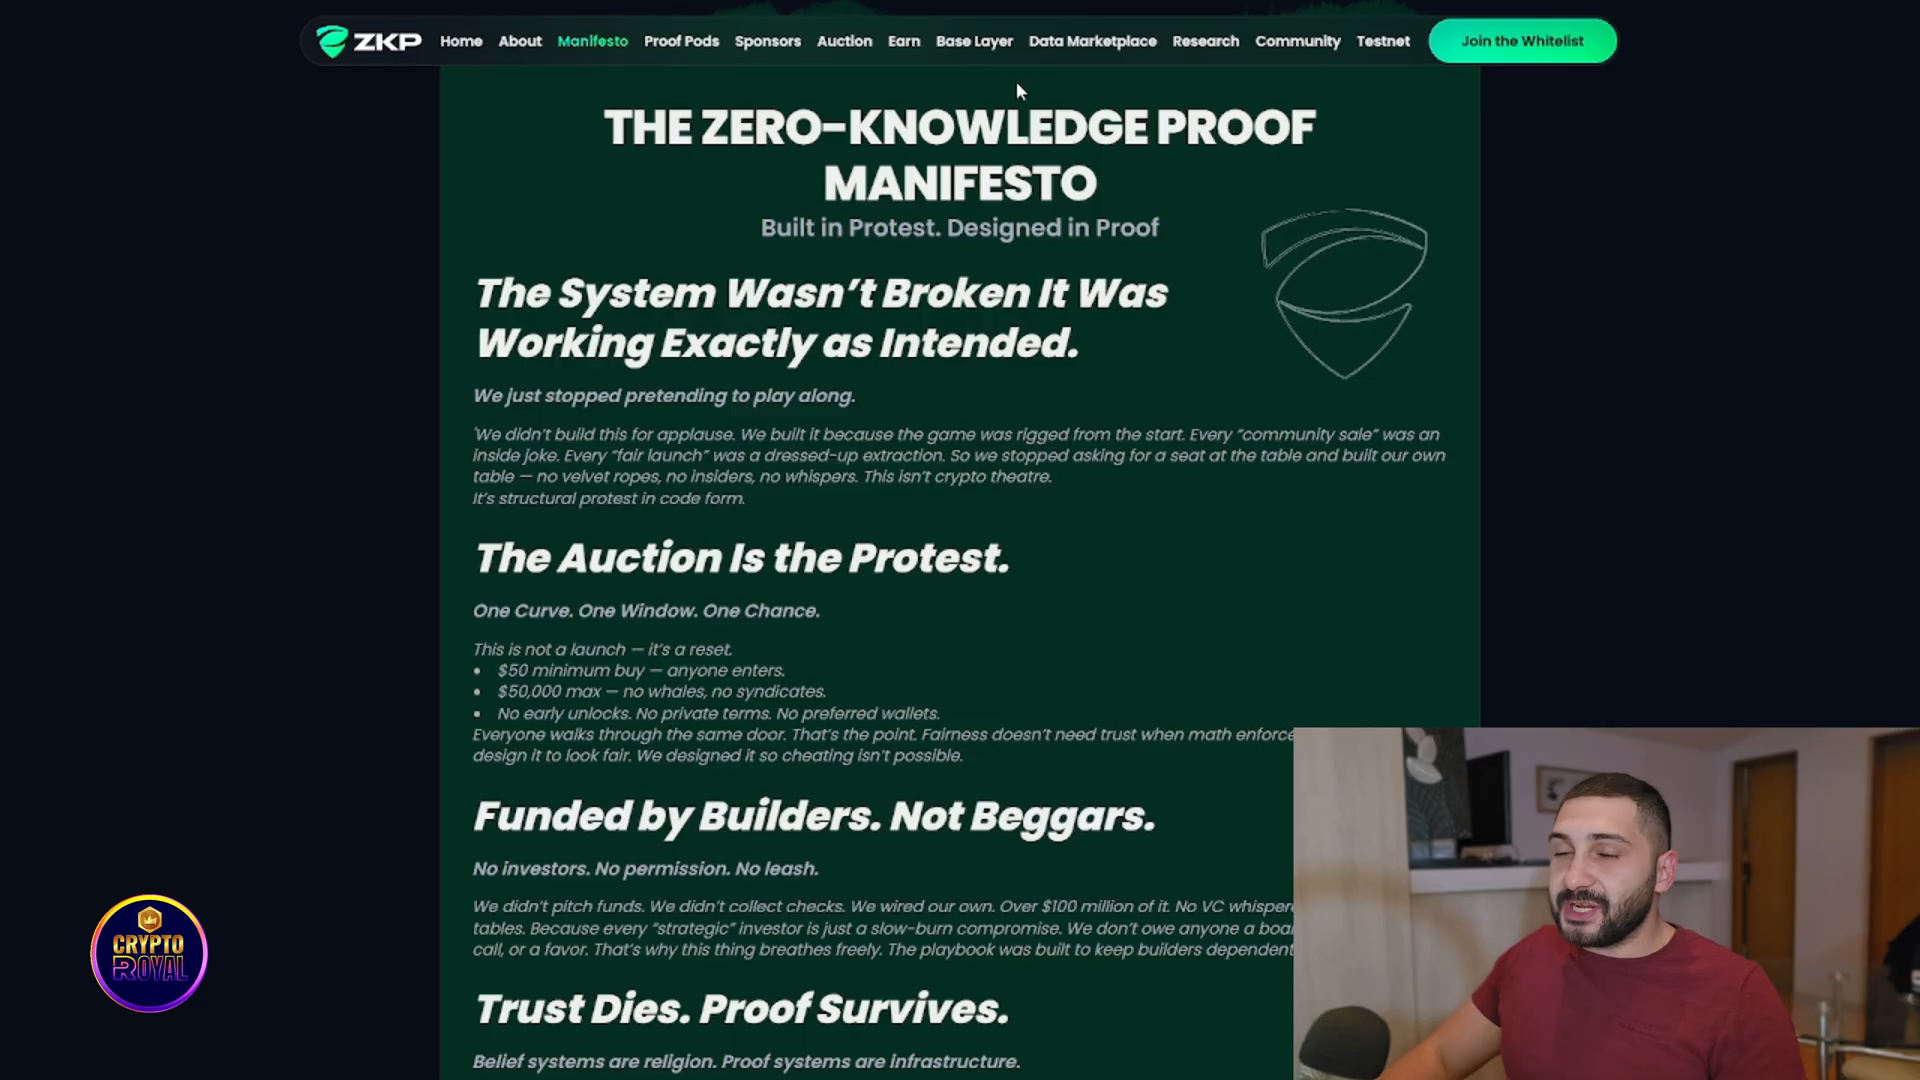 ZKP Home About Manifesto Proof Pods Sponsors Auction Earn Base Layer Data Marketplace Research Community Testnet Join the Whitelist
THE ZERO-KNOWLEDGE PROOF
MANIFESTO
Built in Protest. Designed in Proof
The System Wasn’t Broken It Was
Working Exactly as Intended.
We just stopped pretending to play along.
'We didn’t build this for applause. We built it because the game was rigged from the start. Every “community sale” was an
inside joke. Every “fair launch” was a dressed-up extraction. So we stopped asking for a seat at the table and built our own
table — no velvet ropes, no insiders, no whispers. This isn’t crypto theatre.
It’s structural protest in code form.
The Auction Is the Protest.
One Curve. One Window. One Chance.
This is not a launch — it’s a reset.
• $50 minimum buy — anyone enters.
• $50,000 max — no whales, no syndicates.
• No early unlocks. No private terms. No preferred wallets.
Everyone walks through the same door. That’s the point. Fairness doesn’t need trust when math enforce
design it to look fair. We designed it so cheating isn’t possible.
Funded by Builders. Not Beggars.
No investors. No permission. No leash.
We didn’t pitch funds. We didn’t collect checks. We wired our own. Over $100 million of it. No VC whisper
tables. Because every “strategic” investor is just a slow-burn compromise. We don’t owe anyone a boa
call, or a favor. That’s why this thing breathes freely. The playbook was built to keep builders dependent
Trust Dies. Proof Survives.
Belief systems are religion. Proof systems are infrastructure.
CRYPTO
ROYAL